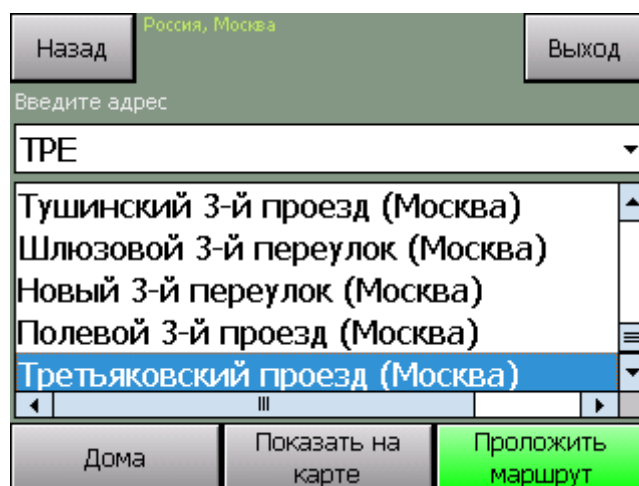 Назад
Россия, Москва
Выход
Введите адрес
ТРЕ
Тушинский 3-й проезд (Москва)
Шлюзовой 3-й переулок (Москва)
Новый 3-й переулок (Москва)
Полевой 3-й проезд (Москва)
Третьяковский проезд (Москва)
Дома
Показать на
карте
Проложить
маршрут